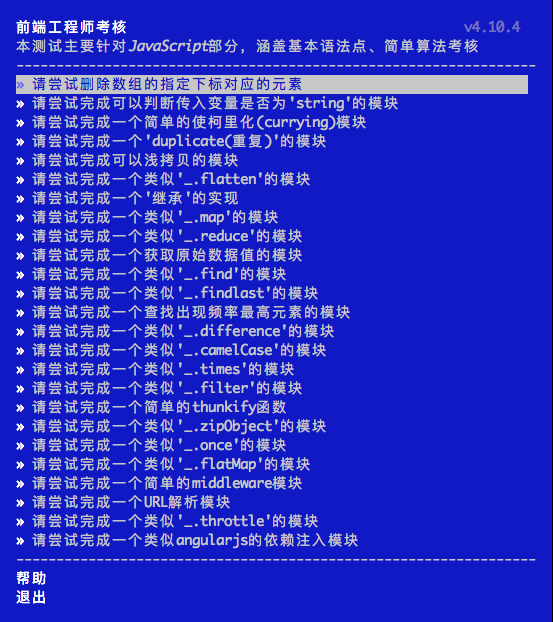 前端工程师考核 v4.10.4
本测试主要针对JavaScript部分，涵盖基本语法点、简单算法考核
» 请尝试删除数组的指定下标对应的元素
» 请尝试完成可以判断传入变量是否为'string'的模块
» 请尝试完成一个简单的使柯里化(currying)模块
» 请尝试完成一个'duplicate(重复)'的模块
» 请尝试完成可以浅拷贝的模块
» 请尝试完成一个类似'_.flatten'的模块
» 请尝试完成一个'继承'的实现
» 请尝试完成一个类似'_.map'的模块
» 请尝试完成一个类似'_.reduce'的模块
» 请尝试完成一个获取原始数据值的模块
» 请尝试完成一个类似'_.find'的模块
» 请尝试完成一个类似'_.findlast'的模块
» 请尝试完成一个查找出现频率最高元素的模块
» 请尝试完成一个类似'_.difference'的模块
» 请尝试完成一个类似'_.camelCase'的模块
» 请尝试完成一个类似'_.times'的模块
» 请尝试完成一个类似'_.filter'的模块
» 请尝试完成一个简单的thunkify函数
» 请尝试完成一个类似'_.zipObject'的模块
» 请尝试完成一个类似'_.once'的模块
» 请尝试完成一个类似'_.flatMap'的模块
» 请尝试完成一个简单的middleware模块
» 请尝试完成一个URL解析模块
» 请尝试完成一个类似'_.throttle'的模块
» 请尝试完成一个类似angularjs的依赖注入模块
帮助
退出